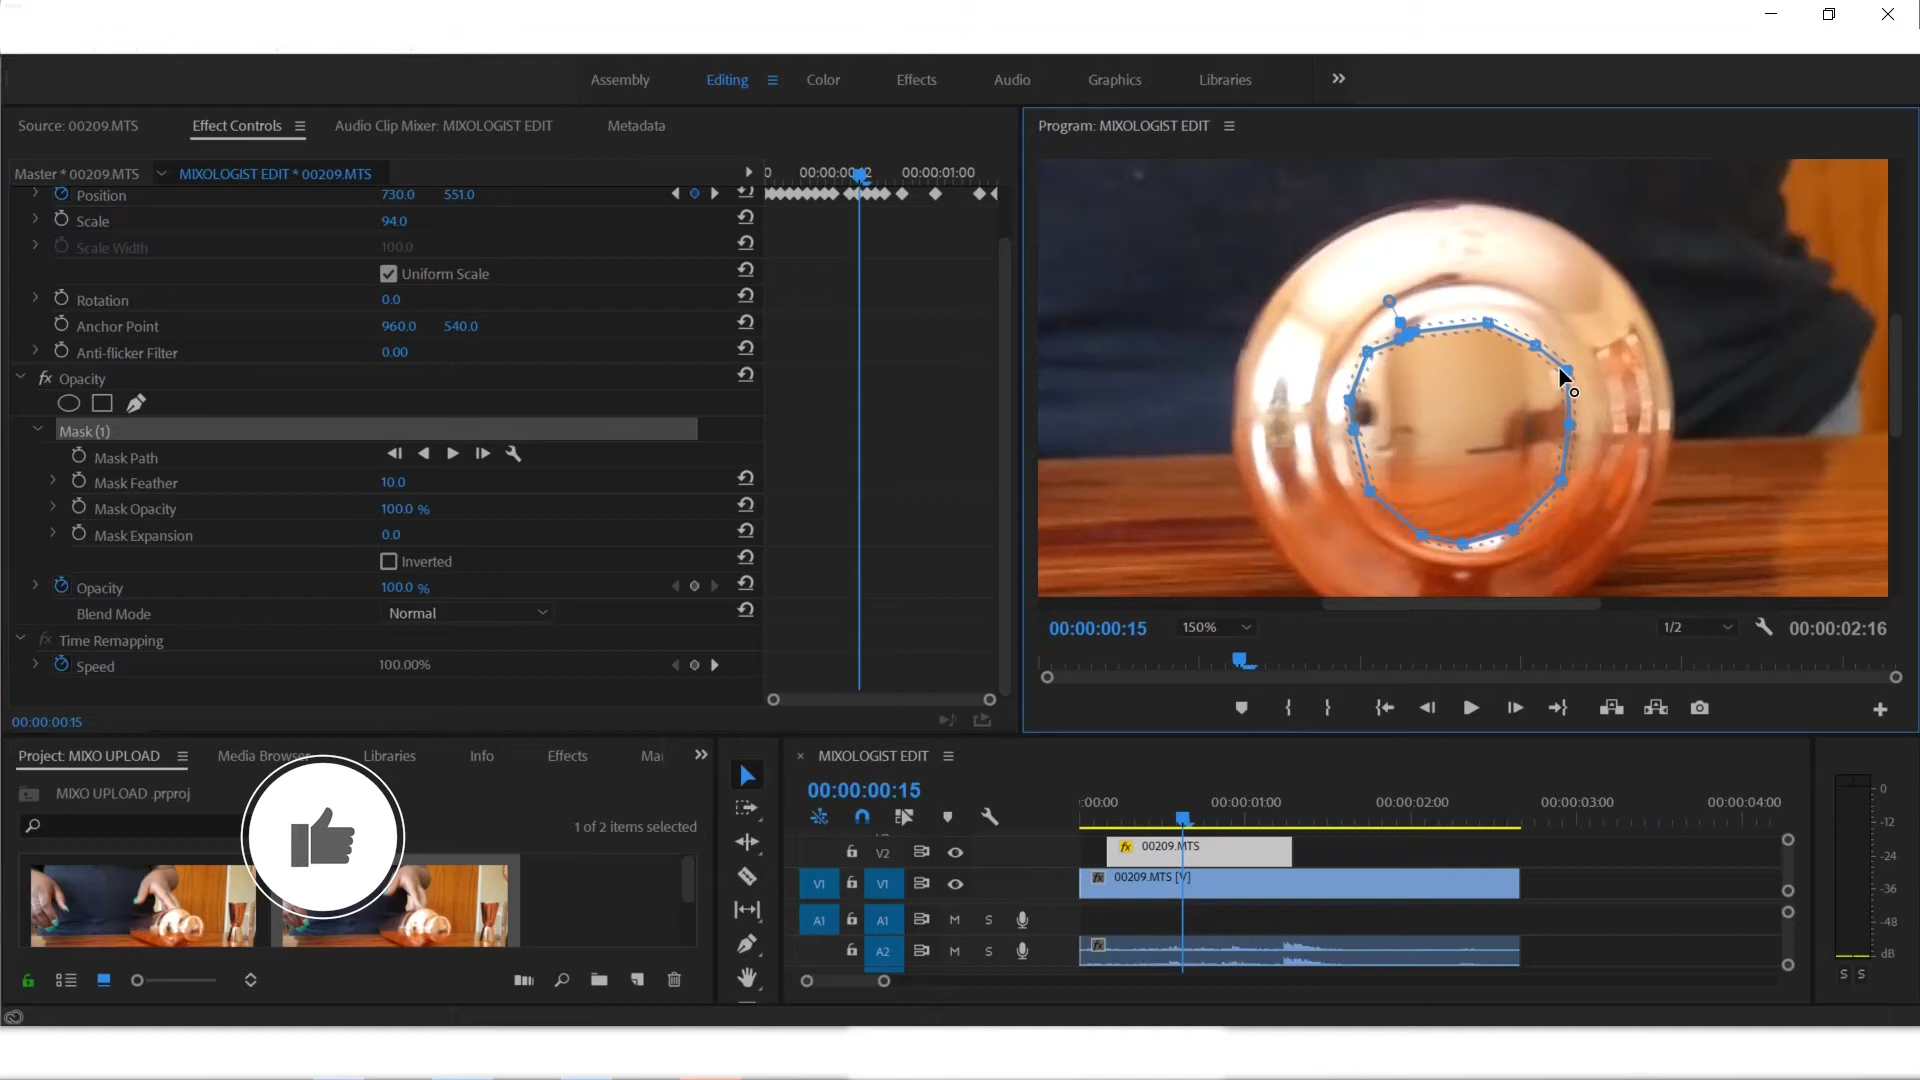 Assembly Editing Color Effects Audio Graphics Libraries
Source: 00209.MTS Effect Controls Audio Clip Mixer: MIXOLOGIST EDIT Metadata
Program: MIXOLOGIST EDIT
Master * 00209.MTS MIXOLOGIST EDIT * 00209.MTS
00:00:01:00
Position 730.0 551.0
Scale 94.0
Scale Width 100.0
Uniform Scale
Rotation 0.0
Anchor Point 960.0 540.0
Anti-flicker Filter 0.00
fx Opacity
Mask (1)
Mask Path
Mask Feather 10.0
Mask Opacity 100.0 %
Mask Expansion 0.0
Inverted
Opacity 100.0 %
Blend Mode Normal
fx Time Remapping
Speed 100.00%
00:00:00:15
00:00:00:15 150% 1/2 00:00:02:16
Project: MIXO UPLOAD Media Browser Libraries Info Effects Mai
MIXO UPLOAD .prproj
1 of 2 items selected
MIXOLOGIST EDIT
00:00:00:15
:00:00 00:00:01:00 00:00:02:00 00:00:03:00 00:00:04:00
V2 fx 00209.MTS
V1 V1 fx 00209.MTS [V]
A1 A1 M S
A2 M S fx
0
-12
-24
-36
-48
dB
S S